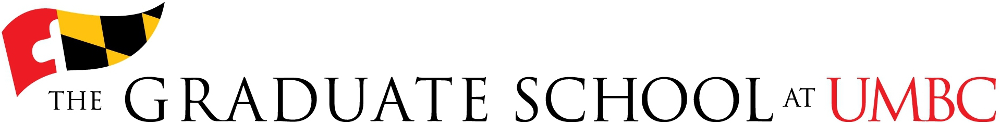 THE GRADUATE SCHOOL AT UMBC